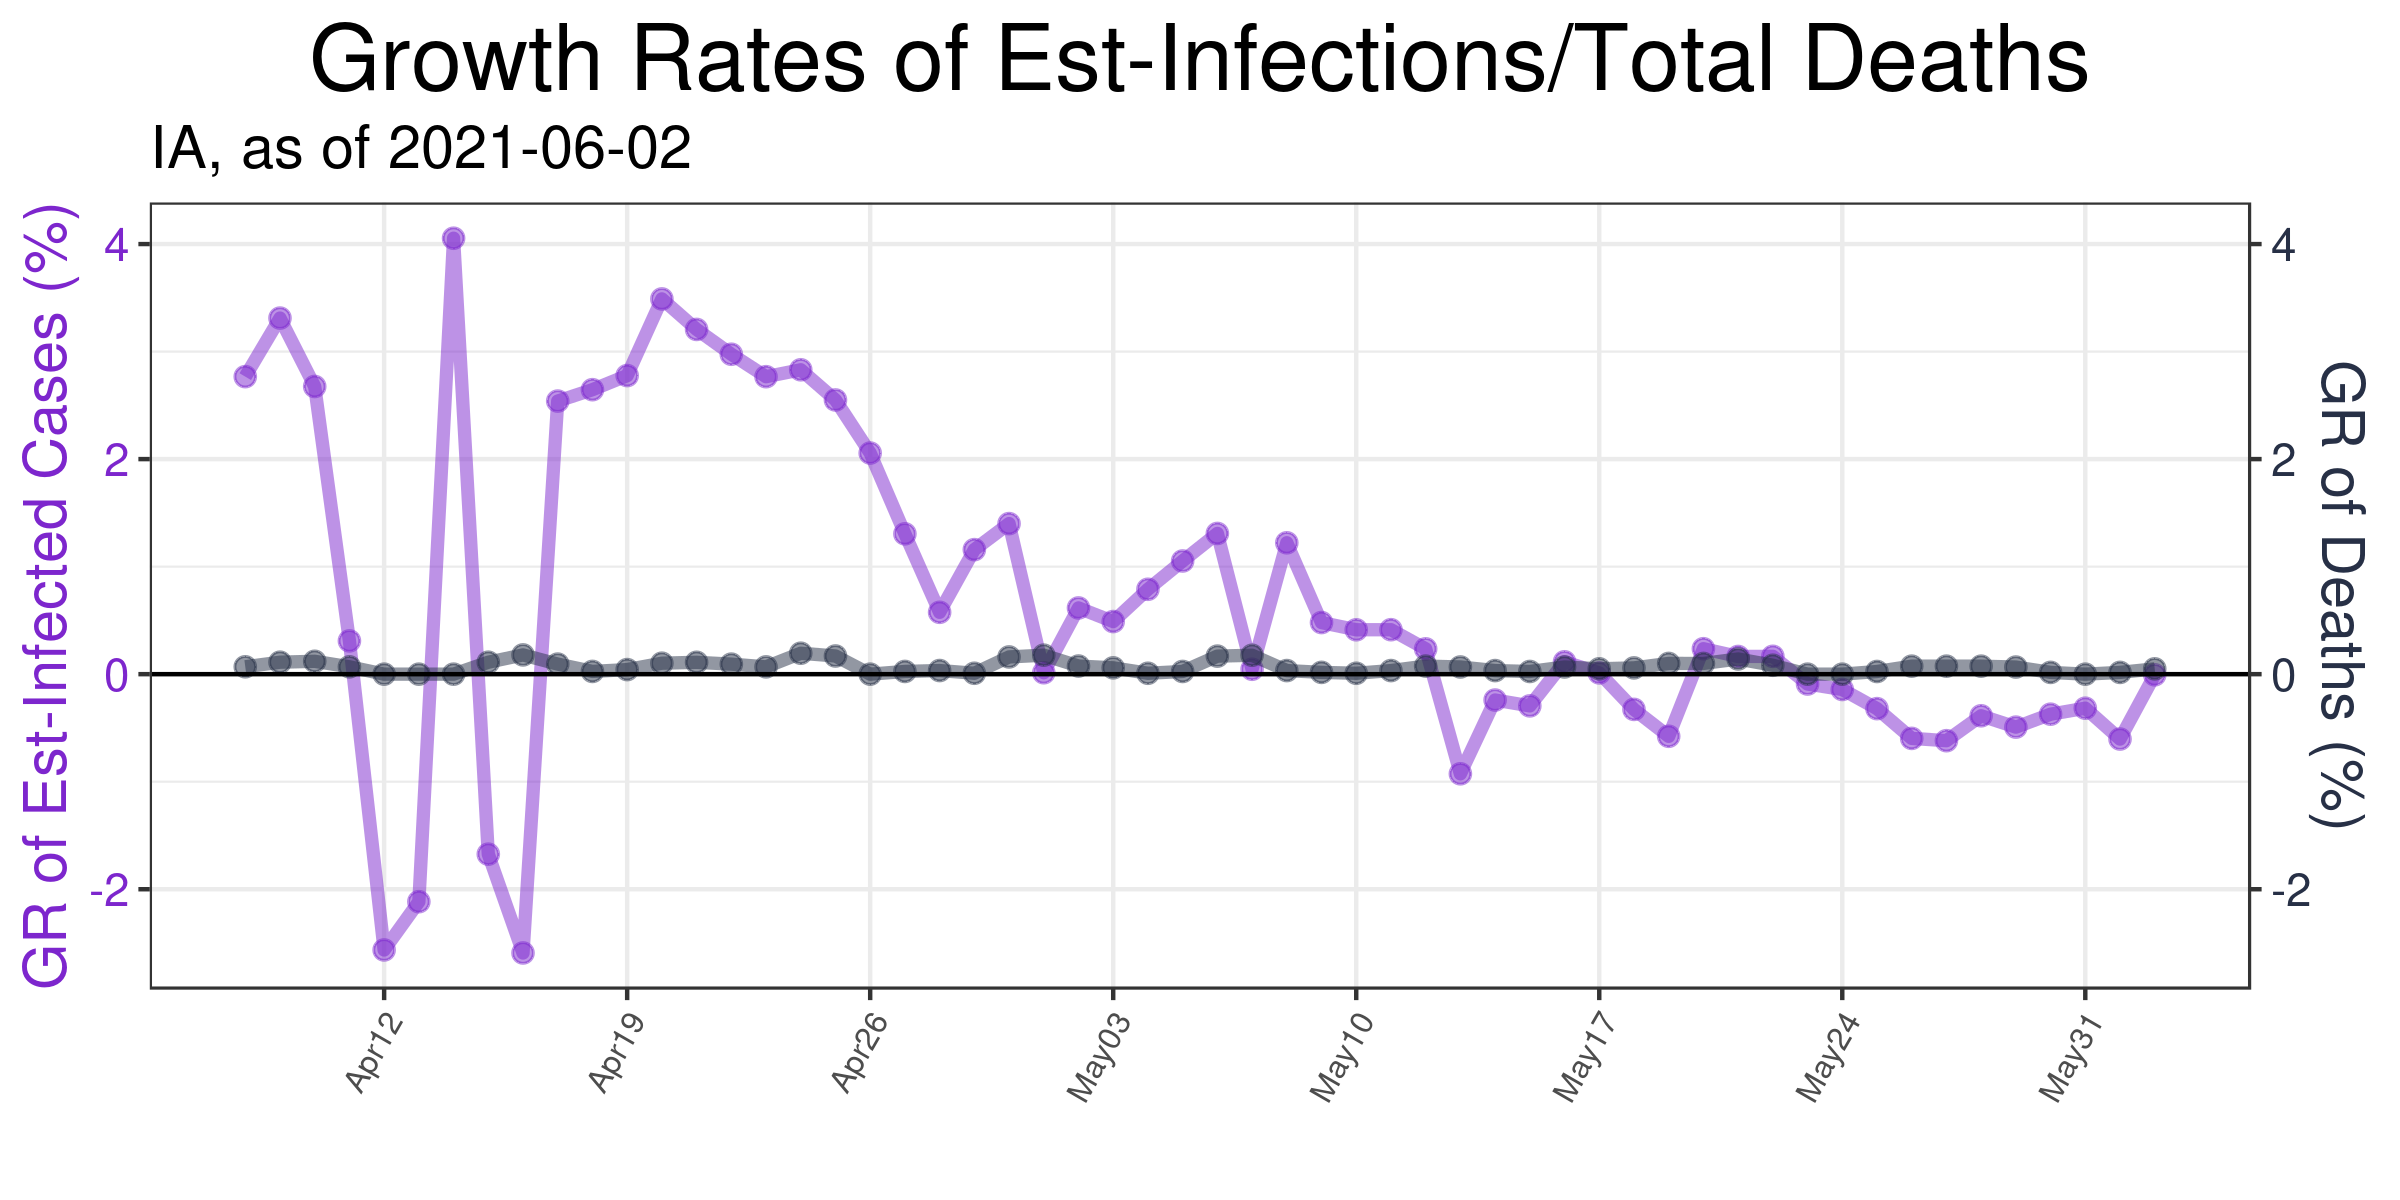 Growth Rates of Est-Infections/Total Deaths
IA, as of 2021-06-02
GR of Est-Infected Cases (%)
4
2
0
-2
4
2
0
-2
GR of Deaths (%)
Apr12
Apr19
Apr26
May03
May10
May17
May24
May31